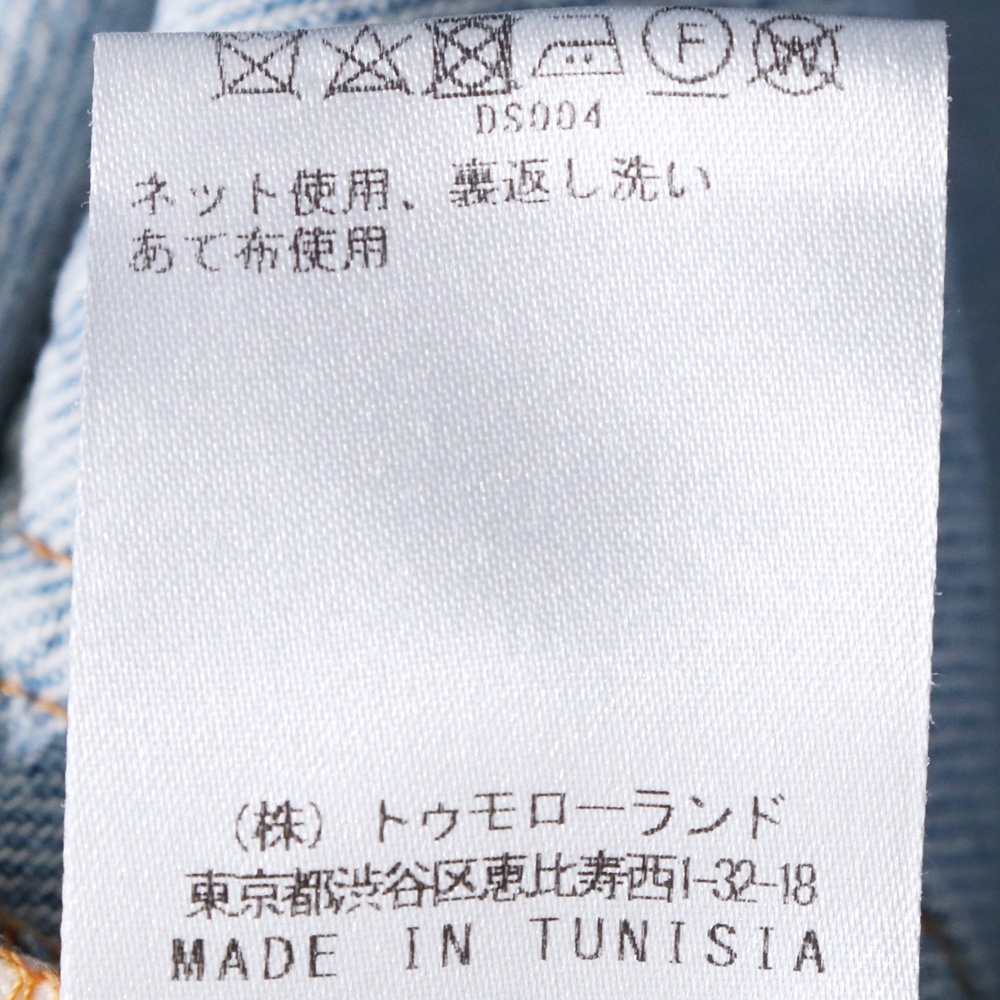 F W
DS004
ネット使用、裏返し洗い
あて布使用
(株) トゥモローランド
東京都渋谷区恵比寿西1-32-18
MADE IN TUNISIA